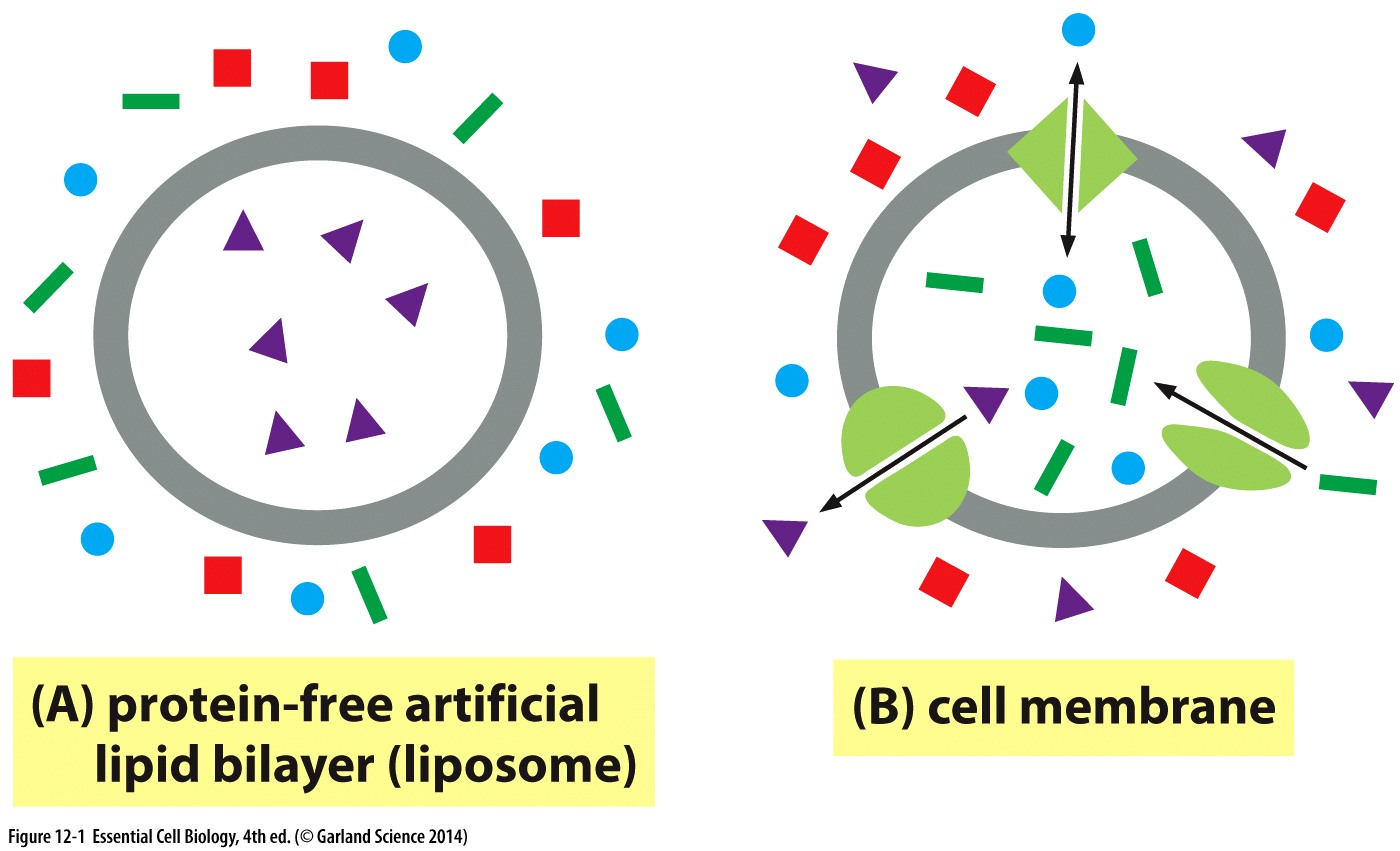 (A) protein-free artificial
lipid bilayer (liposome)
(B) cell membrane
Figure 12-1 Essential Cell Biology, 4th ed. (© Garland Science 2014)